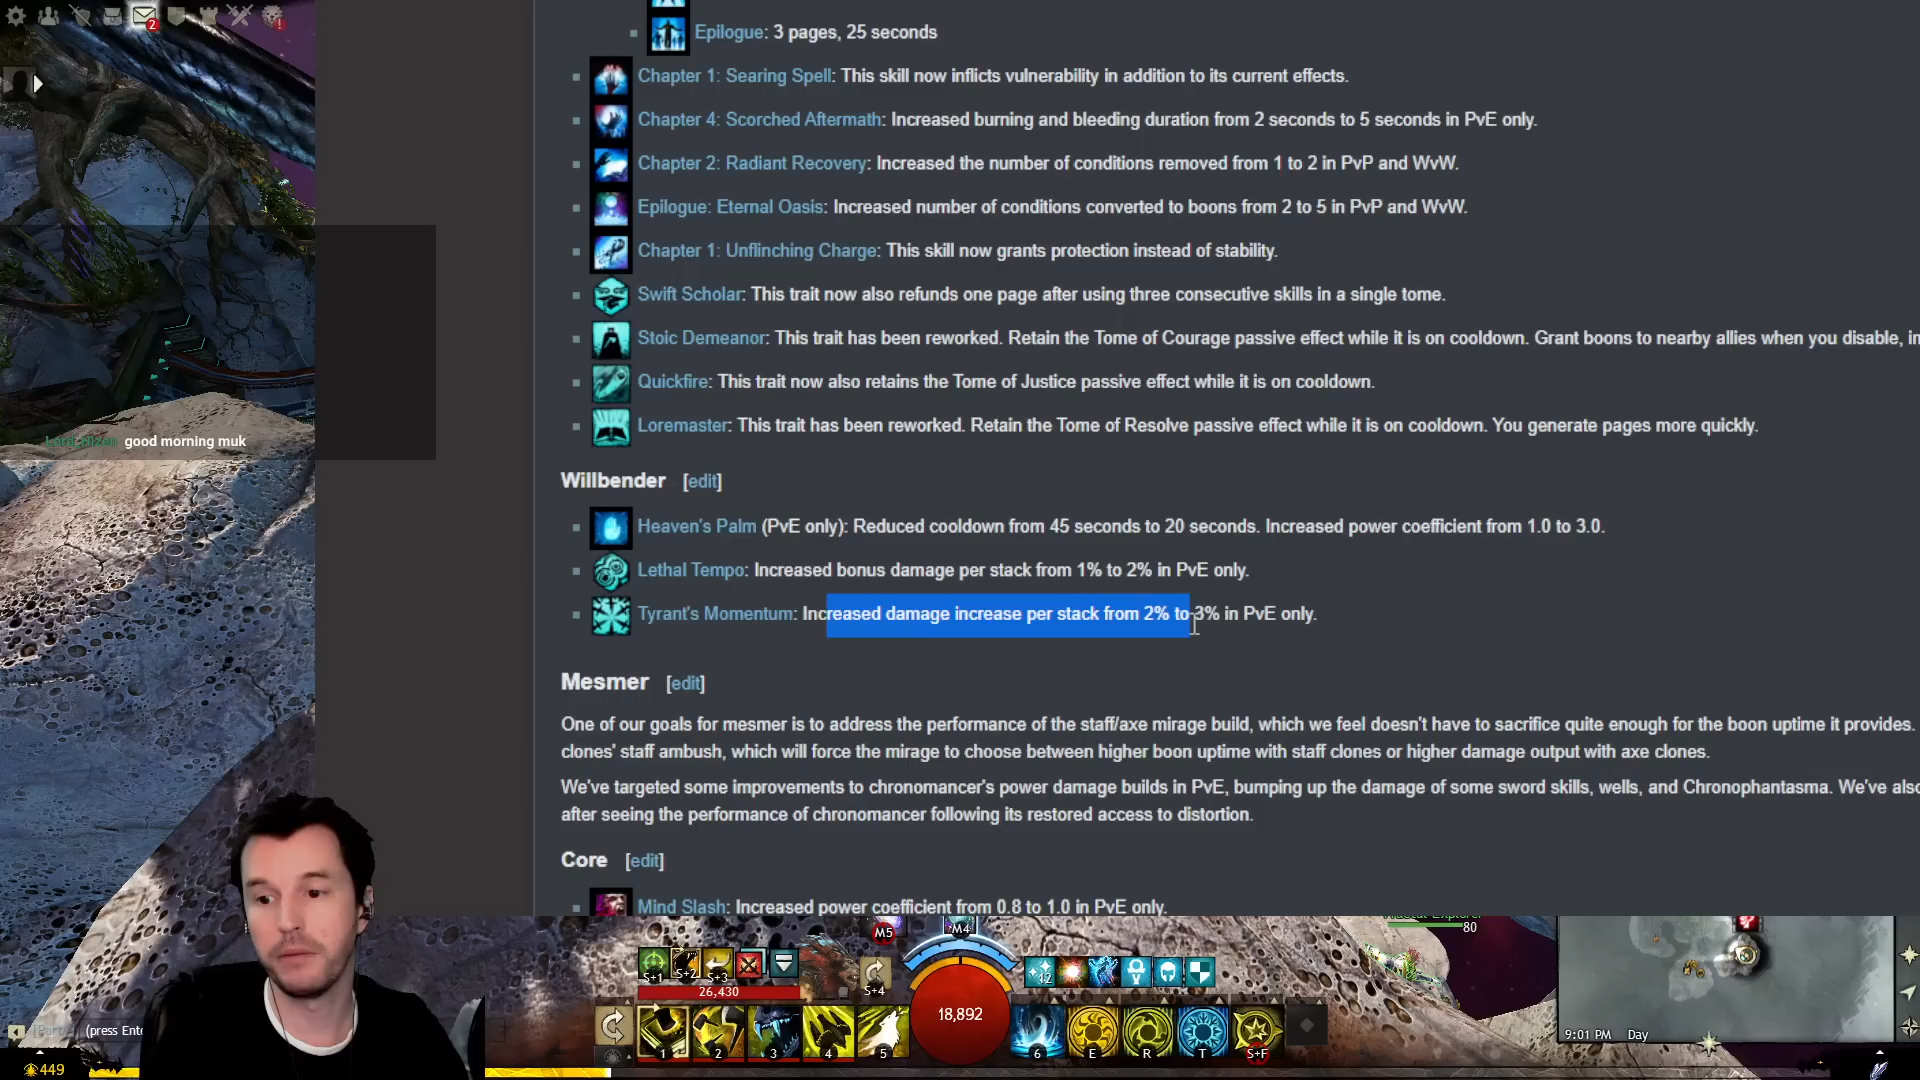 2
Epilogue: 3 pages, 25 seconds
Chapter 1: Searing Spell: This skill now inflicts vulnerability in addition to its current effects.
Chapter 4: Scorched Aftermath: Increased burning and bleeding duration from 2 seconds to 5 seconds in PvE only.
Chapter 2: Radiant Recovery: Increased the number of conditions removed from 1 to 2 in PvP and WvW.
Epilogue: Eternal Oasis: Increased number of conditions converted to boons from 2 to 5 in PvP and WvW.
Chapter 1: Unflinching Charge: This skill now grants protection instead of stability.
Swift Scholar: This trait now also refunds one page after using three consecutive skills in a single tome.
Stoic Demeanor: This trait has been reworked. Retain the Tome of Courage passive effect while it is on cooldown. Grant boons to nearby allies when you disable, in
Quickfire: This trait now also retains the Tome of Justice passive effect while it is on cooldown.
Loremaster: This trait has been reworked. Retain the Tome of Resolve passive effect while it is on cooldown. You generate pages more quickly.
good morning muk
Willbender [edit]
Heaven's Palm (PvE only): Reduced cooldown from 45 seconds to 20 seconds. Increased power coefficient from 1.0 to 3.0.
Lethal Tempo: Increased bonus damage per stack from 1% to 2% in PvE only.
Tyrant's Momentum: Increased damage increase per stack from 2% to 3% in PvE only.
Mesmer [edit]
One of our goals for mesmer is to address the performance of the staff/axe mirage build, which we feel doesn't have to sacrifice quite enough for the boon uptime it provides.
clones' staff ambush, which will force the mirage to choose between higher boon uptime with staff clones or higher damage output with axe clones.
We've targeted some improvements to chronomancer's power damage builds in PvE, bumping up the damage of some sword skills, wells, and Chronophantasma. We've also
after seeing the performance of chronomancer following its restored access to distortion.
Core [edit]
Mind Slash: Increased power coefficient from 0.8 to 1.0 in PvE only.
M5 M4
80
S+1 S+2 S+3 S+4 12
26,430
18,892
1 2 3 4 5 6 E R T S+F
(press Ente
9:01 PM Day
449